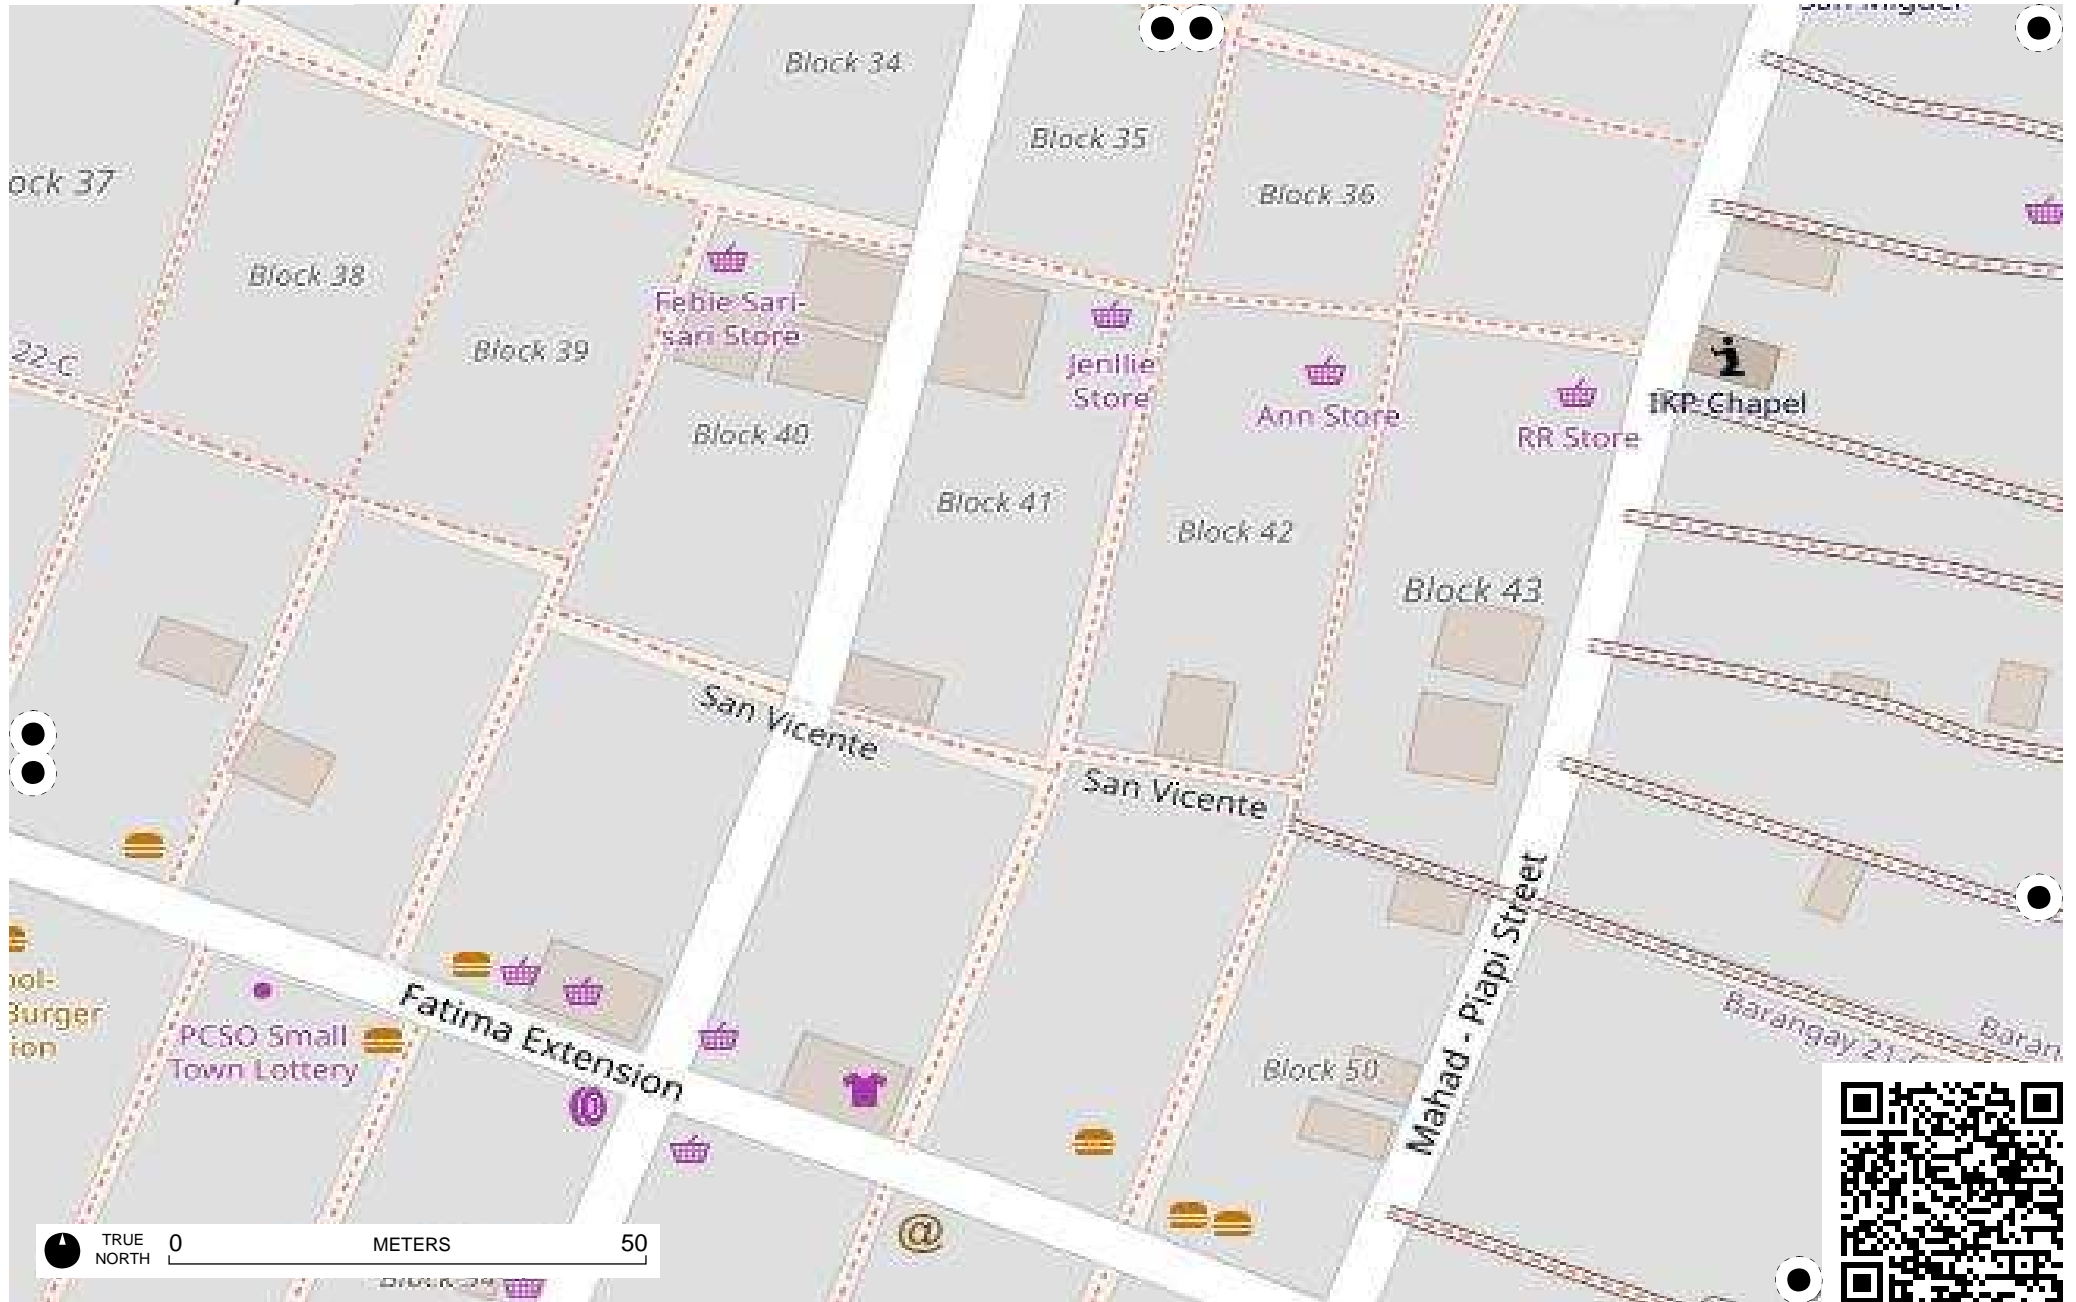 Block 34
Block 35
Block 36
ock 37
Block 38
Block 39
Febie Sari-
sari Store
Jenllie
Store
Ann Store
RR Store
IKP Chapel
22-C
Block 40
Block 41
Block 42
Block 43
San Vicente
San Vicente
Mahad - Piapi Street
Fatima Extension
Burger
ion
PCSO Small
Town Lottery
Block 50
Barangay 21-
Baran
@
TRUE
NORTH
0
METERS
50